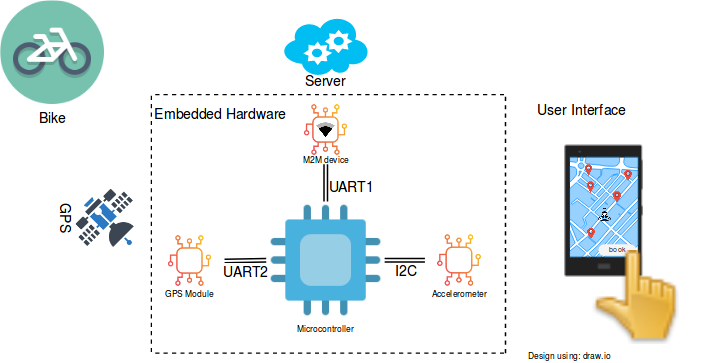 Server
Bike
Embedded Hardware
User Interface
M2M device
UART1
GPS
book
UART2
I2C
GPS Module
Accelerometer
Microcontroller
Design using: draw.io